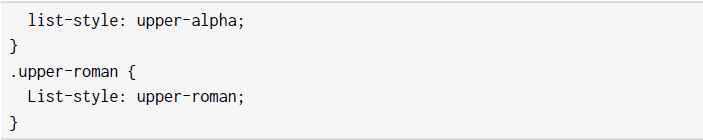 list-style: upper-alpha;
}
.upper-roman {
  List-style: upper-roman;
}